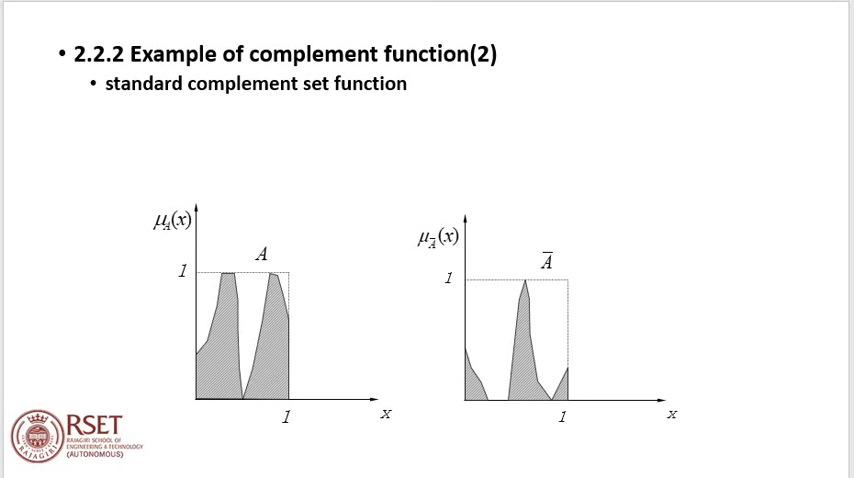 • 2.2.2 Example of complement function(2)
• standard complement set function
μ_A(x)
A
1
1
x
μ_Ā(x)
Ā
1
1
x
RSET
RAJAGIRI SCHOOL OF
ENGINEERING & TECHNOLOGY
(AUTONOMOUS)
RAJAGIRI